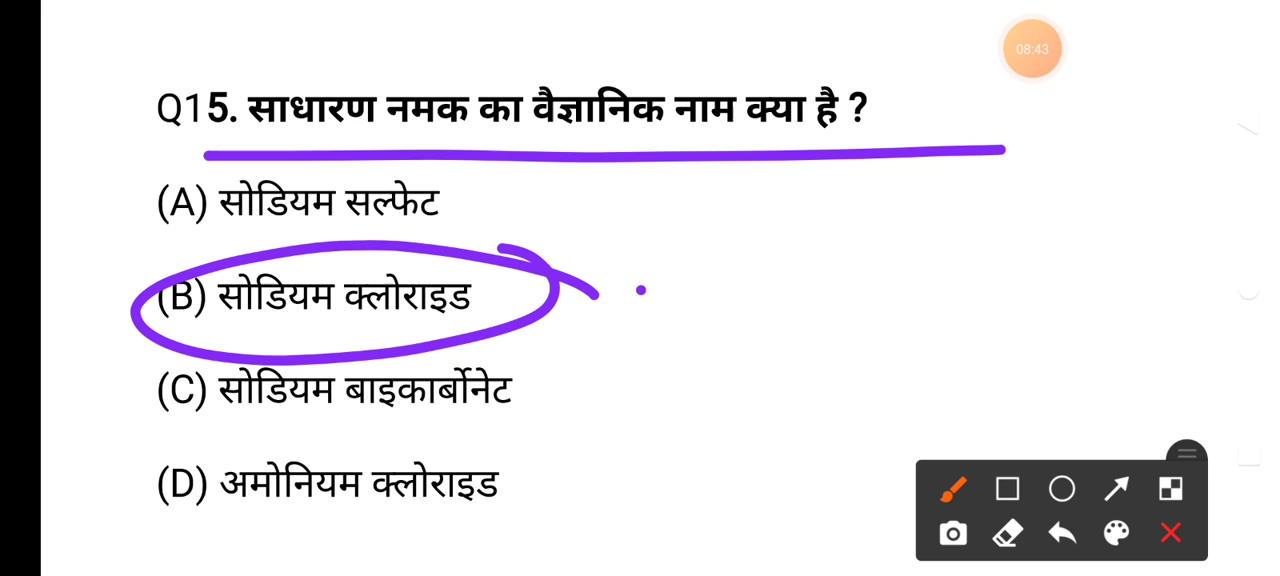 08:43
Q15. साधारण नमक का वैज्ञानिक नाम क्या है ?
(A) सोडियम सल्फेट
(B) सोडियम क्लोराइड
(C) सोडियम बाइकार्बोनेट
(D) अमोनियम क्लोराइड